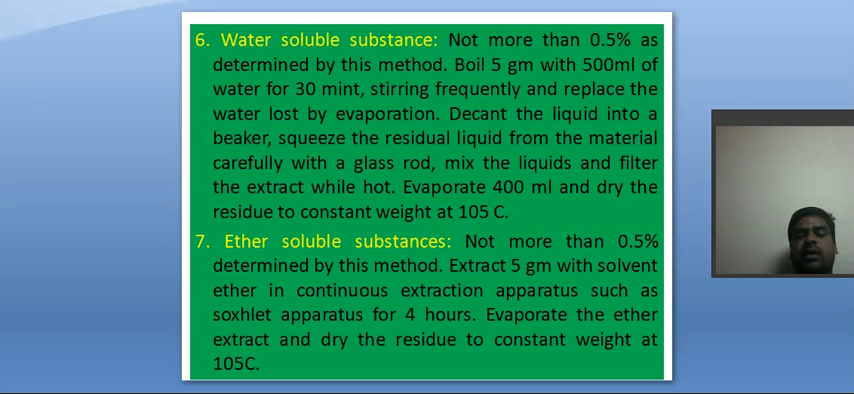 6. Water soluble substance: Not more than 0.5% as
determined by this method. Boil 5 gm with 500ml of
water for 30 mint, stirring frequently and replace the
water lost by evaporation. Decant the liquid into a
beaker, squeeze the residual liquid from the material
carefully with a glass rod, mix the liquids and filter
the extract while hot. Evaporate 400 ml and dry the
residue to constant weight at 105 C.
7. Ether soluble substances: Not more than 0.5%
determined by this method. Extract 5 gm with solvent
ether in continuous extraction apparatus such as
soxhlet apparatus for 4 hours. Evaporate the ether
extract and dry the residue to constant weight at
105C.